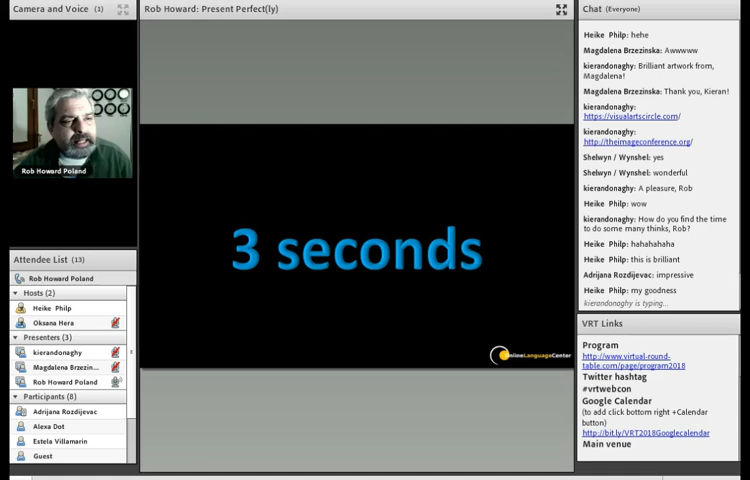 Camera and Voice (1)
Rob Howard Poland
Attendee List (13)
Rob Howard Poland
Hosts (2)
Heike Philp
Oksana Hera
Presenters (3)
kierandonaghy
Magdalena Brzezin...
Rob Howard Poland
Participants (8)
Adrijana Rozdijevac
Alexa Dot
Estela Villamarin
Guest
Rob Howard: Present Perfect(ly)
3 seconds
OnlineLanguageCenter
Chat (Everyone)
Heike Philp: hehe
Magdalena Brzezinska: Awwwww
kierandonaghy: Brilliant artwork from,
Magdalena!
Magdalena Brzezinska: Thank you, Kieran!
kierandonaghy:
https://visualartscircle.com/
kierandonaghy:
http://theimageconference.org/
Shelwyn / Wynshel: yes
Shelwyn / Wynshel: wonderful
kierandonaghy: A pleasure, Rob
Heike Philp: wow
kierandonaghy: How do you find the time
to do some many thinks, Rob?
Heike Philp: hahahahaha
Heike Philp: this is brilliant
Adrijana Rozdijevac: impressive
Heike Philp: my goodness
kierandonaghy is typing...
VRT Links
Program
http://www.virtual-round-
table.com/page/program2018
Twitter hashtag
#vrtwebcon
Google Calendar
(to add click bottom right +Calendar
button)
http://bit.ly/VRT2018Googlecalendar
Main venue